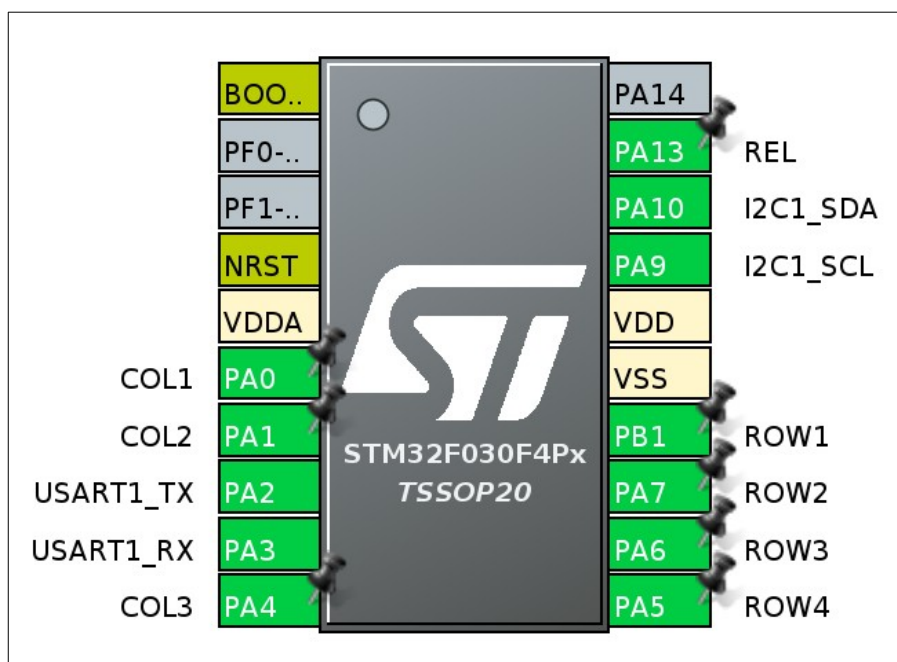 BOO..
PF0-..
PF1-..
NRST
VDDA
COL1 PA0
COL2 PA1
USART1_TX PA2
USART1_RX PA3
COL3 PA4
ST
STM32F030F4Px
TSSOP20
PA14
PA13 REL
PA10 I2C1_SDA
PA9 I2C1_SCL
VDD
VSS
PB1 ROW1
PA7 ROW2
PA6 ROW3
PA5 ROW4